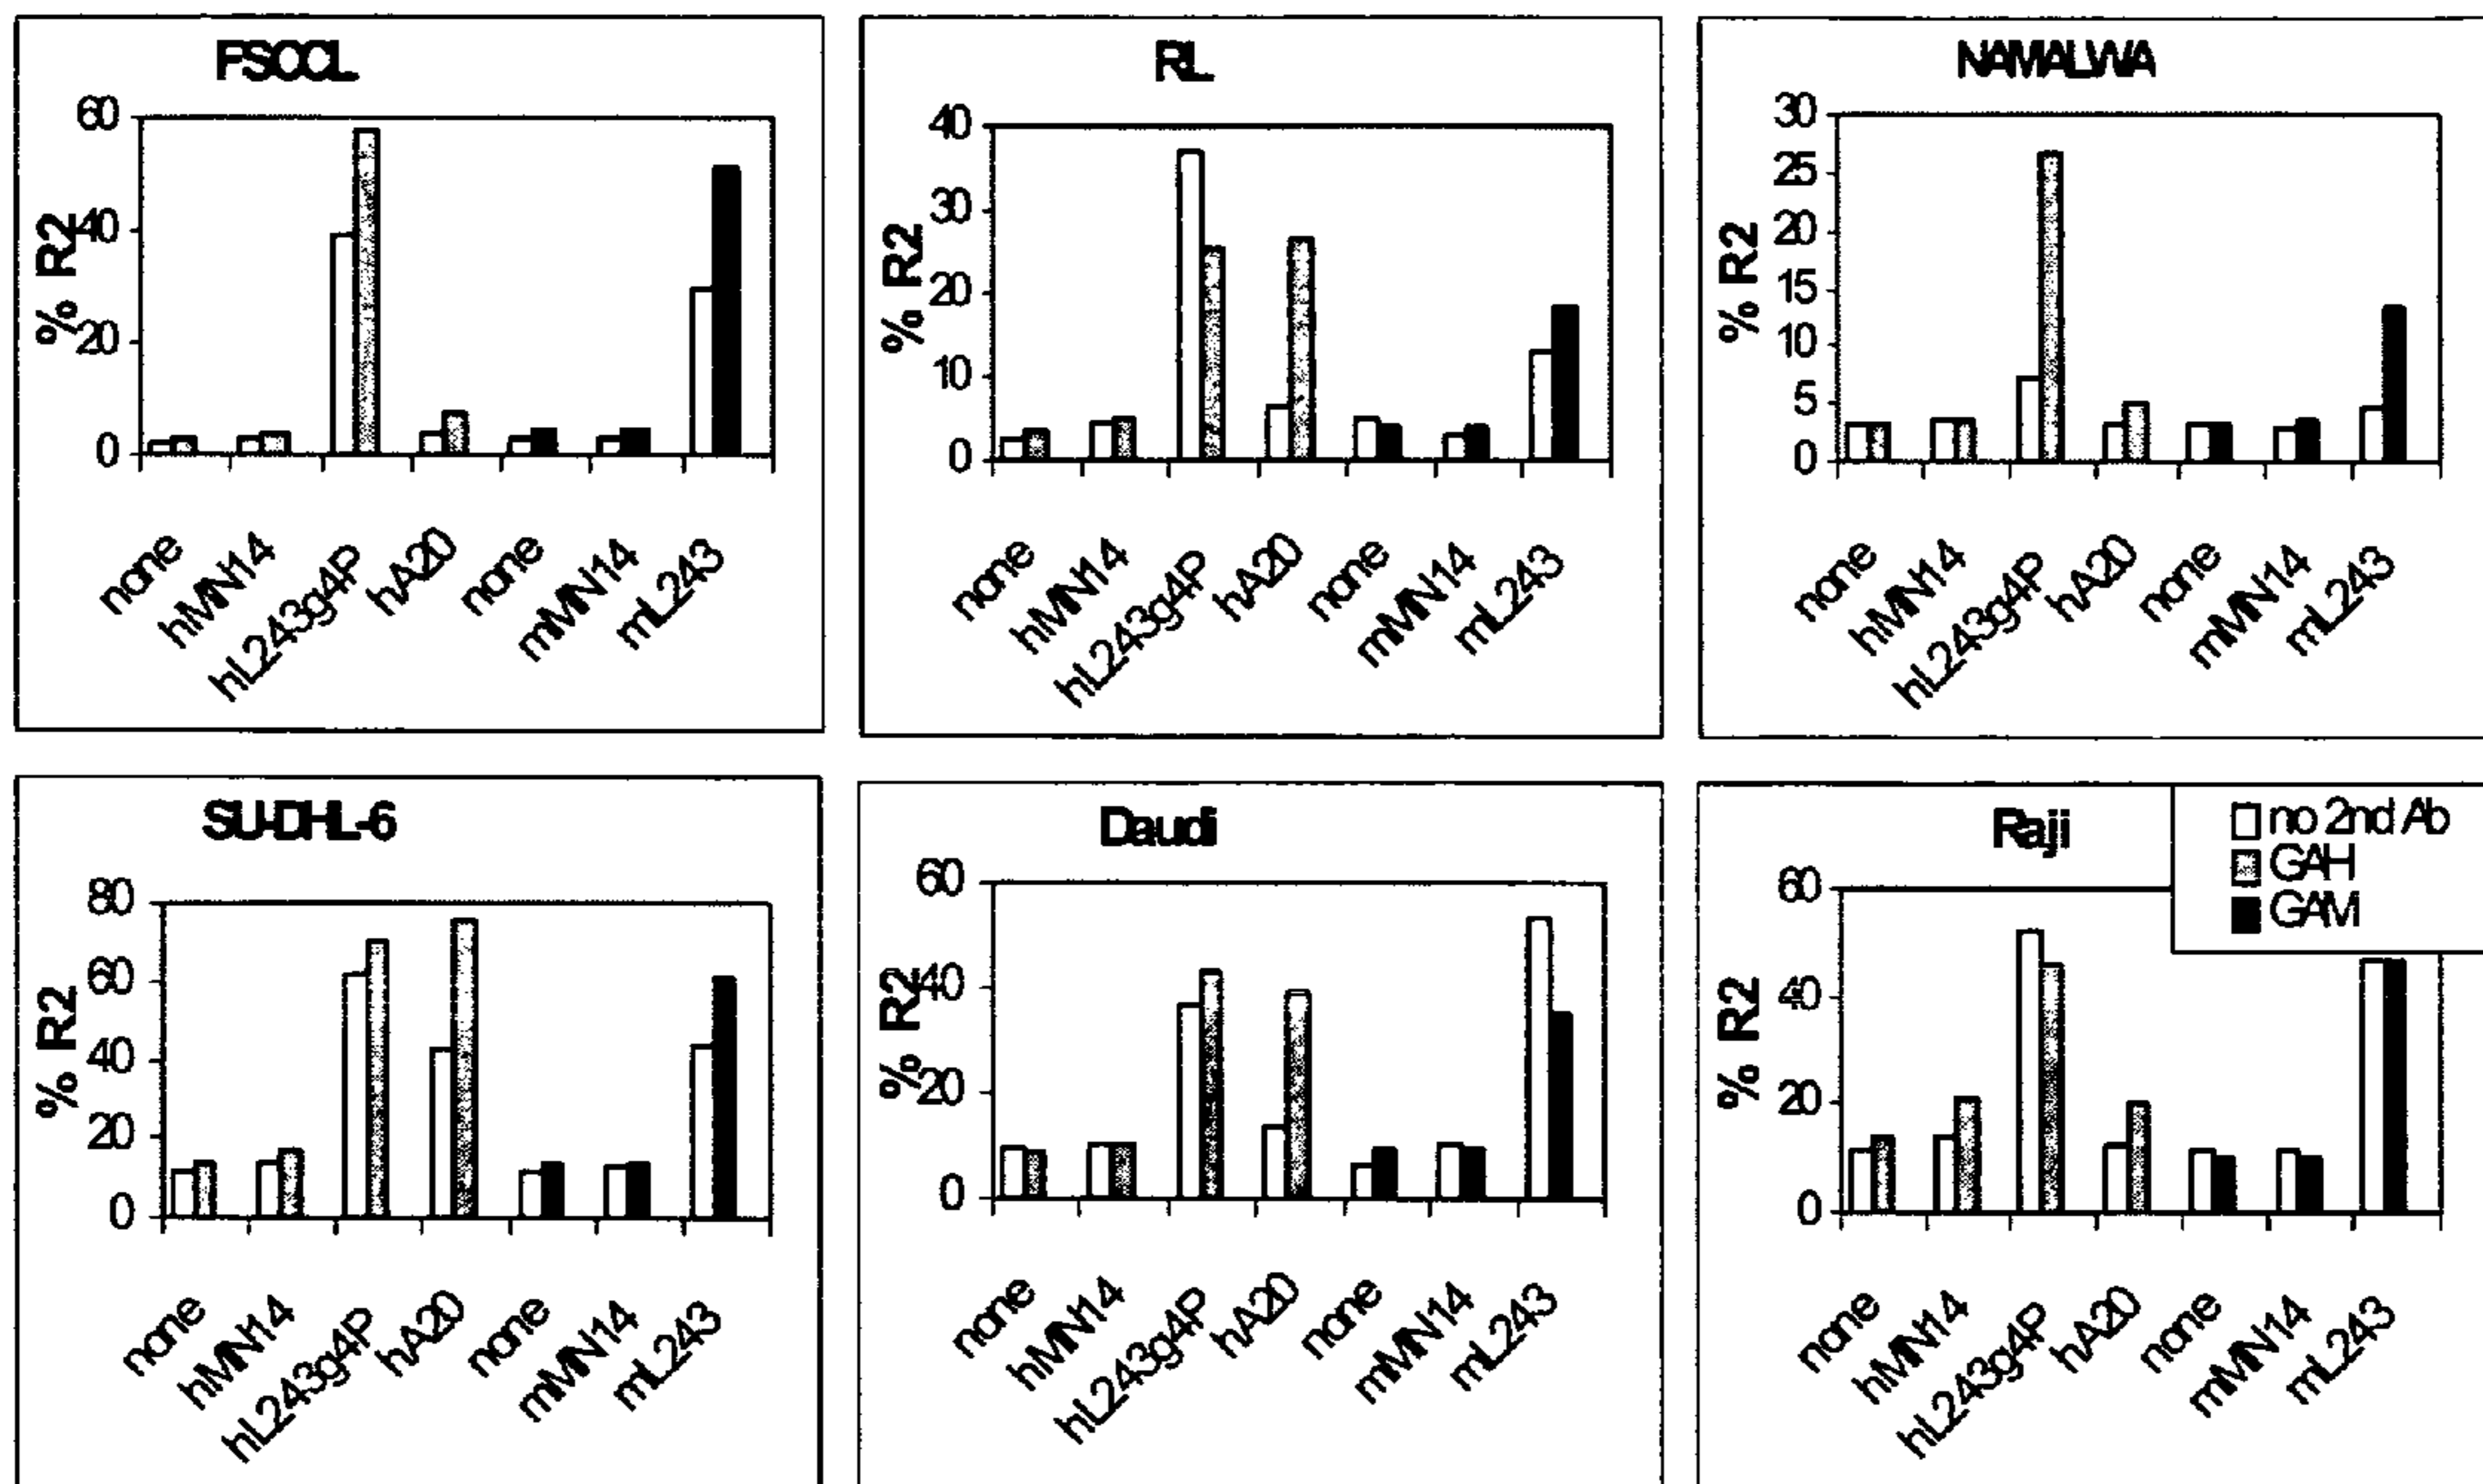 FSCCL
% R2
60
40
20
0
none
hMN14
hL243g4P
hA20
none
mMN14
mL243
RL
% R2
40
30
20
10
0
none
hMN14
hL243g4P
hA20
none
mMN14
mL243
NAMALWA
% R2
30
25
20
15
10
5
0
none
hMN14
hL243g4P
hA20
none
mMN14
mL243
SU-DHL-6
% R2
80
60
40
20
0
none
hMN14
hL243g4P
hA20
none
mMN14
mL243
Daudi
% R2
60
40
20
0
none
hMN14
hL243g4P
hA20
none
mMN14
mL243
Raji
no 2nd Ab
GAH
GAM
% R2
60
40
20
0
none
hMN14
hL243g4P
hA20
none
mMN14
mL243